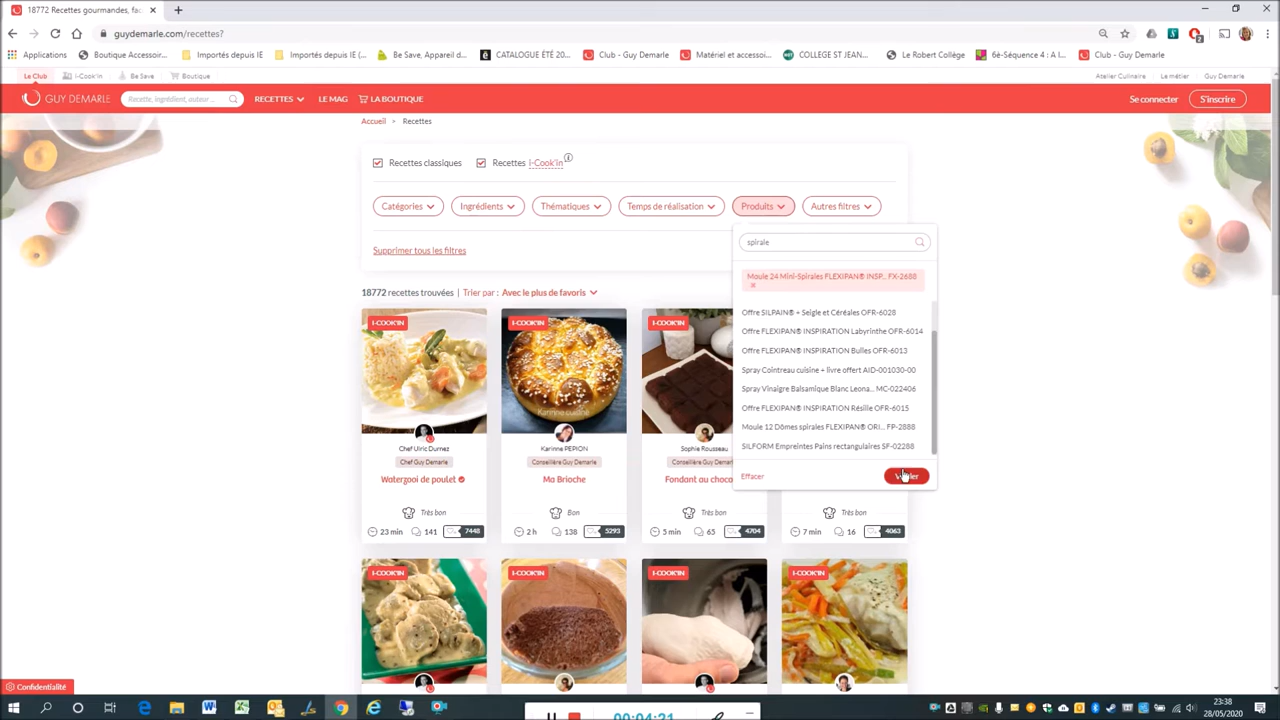 18772 Recettes gourmandes, fac
guydemarle.com/recettes?
Applications
Boutique Accessoir...
Importés depuis IE
Importés depuis IE (...
Be Save, Appareil d...
CATALOGUE ÉTÉ 20...
Club - Guy Demarle
Matériel et accessoi...
COLLEGE ST JEAN...
Le Robert Collège
6e-Séquence 4 : A l...
Club - Guy Demarle
Le Club
i-Cook'in
Be Save
Boutique
Atelier Culinaire
Le métier
Guy Demarle
GUY DEMARLE
Recette, ingrédient, auteur ...
RECETTES
LE MAG
LA BOUTIQUE
Se connecter
S'inscrire
Accueil > Recettes
Recettes classiques
Recettes i-Cook'in
Catégories
Ingrédients
Thématiques
Temps de réalisation
Produits
Autres filtres
Supprimer tous les filtres
spirale
Moule 24 Mini-Spirales FLEXIPAN® INSP... FX-2688
Offre SILPAIN® + Seigle et Céréales OFR-6028
Offre FLEXIPAN® INSPIRATION Labyrinthe OFR-6014
Offre FLEXIPAN® INSPIRATION Bulles OFR-6013
Spray Cointreau cuisine + livre offert AID-001030-00
Spray Vinaigre Balsamique Blanc Leona... MC-022406
Offre FLEXIPAN® INSPIRATION Résille OFR-6015
Moule 12 Dômes spirales FLEXIPAN® ORI... FP-2888
SILFORM Empreintes Pains rectangulaires SF-02288
Effacer
18772 recettes trouvées | Trier par : Avec le plus de favoris
I-COOK'IN
I-COOK'IN
I-COOK'IN
Karinne cuisine
Chef Ulric Durnez
Karinne PEPION
Sophie Rousseau
Chef Guy Demarle
Conseillère Guy Demarle
Conseillère Gu
Watergooi de poulet
Ma Brioche
Fondant au choco
Très bon
Bon
Très bon
Très bon
23 min 141 7448
2 h 138 5293
5 min 65 4704
7 min 16 4063
I-COOK'IN
I-COOK'IN
I-COOK'IN
I-COOK'IN
Confidentialité
00:04:21
23:38
28/05/2020